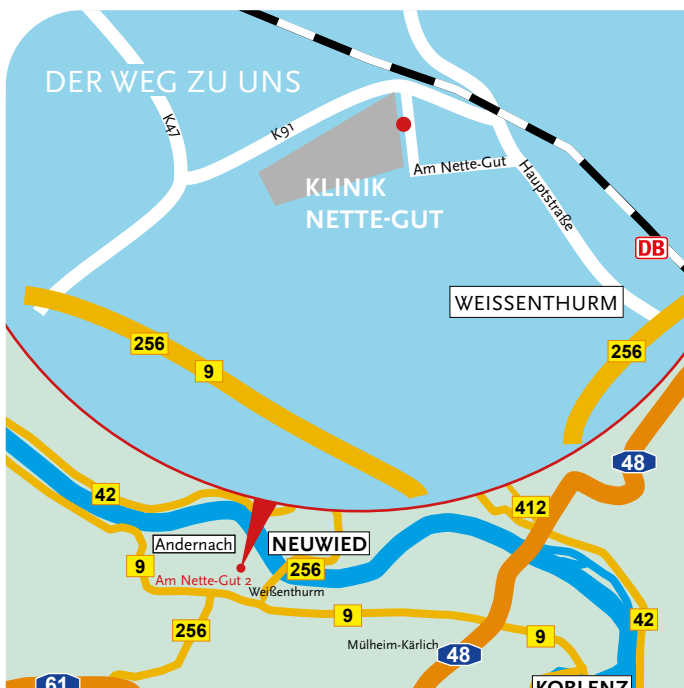 DER WEG ZU UNS
K47
K91
Am Nette-Gut
Hauptstraße
KLINIK
NETTE-GUT
DB
WEISSENTHURM
256
9
256
48
42
412
Andernach
NEUWIED
9
Am Nette-Gut 2
256
Weißenthurm
256
9
9
42
Mülheim-Kärlich
48
61
KOBLENZ